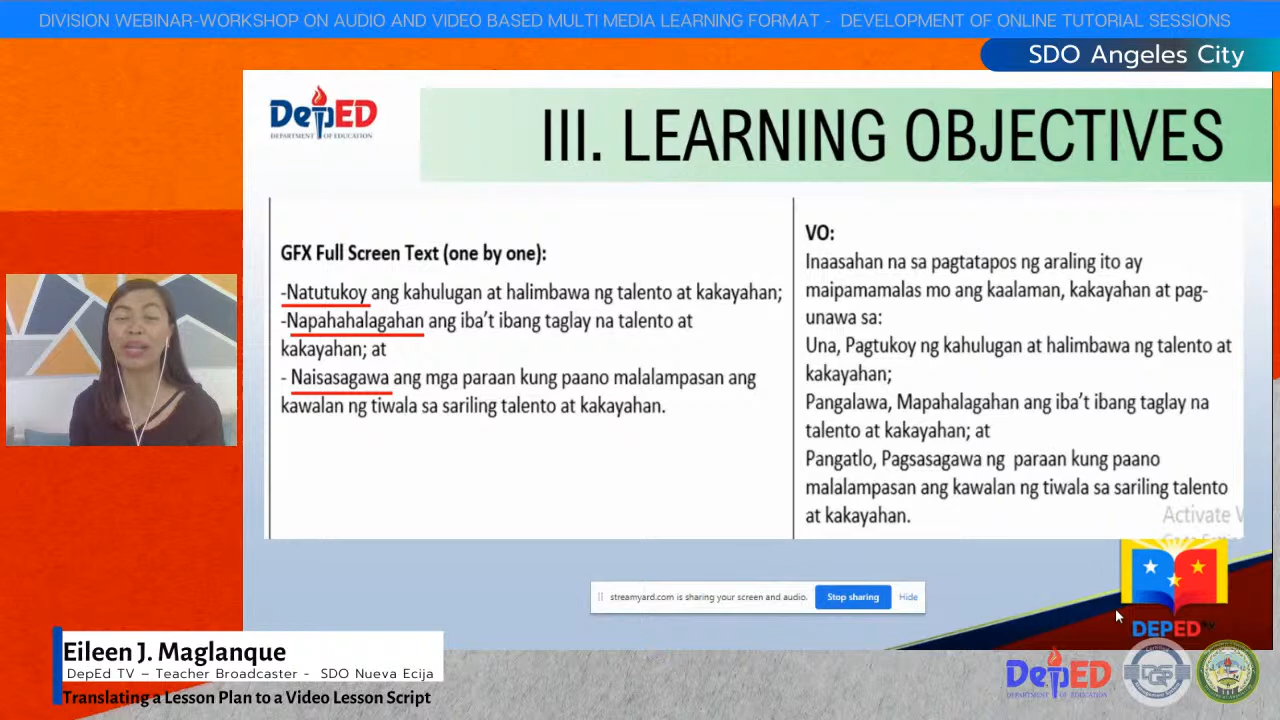 DIVISION WEBINAR-WORKSHOP ON AUDIO AND VIDEO BASED MULTI MEDIA LEARNING FORMAT - DEVELOPMENT OF ONLINE TUTORIAL SESSIONS
SDO Angeles City
DepED
DEPARTMENT OF EDUCATION
III. LEARNING OBJECTIVES
GFX Full Screen Text (one by one):
-Natutukoy ang kahulugan at halimbawa ng talento at kakayahan;
-Napahahalagahan ang iba't ibang taglay na talento at
kakayahan; at
- Naisasagawa ang mga paraan kung paano malalampasan ang
kawalan ng tiwala sa sariling talento at kakayahan.
VO:
Inaasahan na sa pagtatapos ng araling ito ay
maipamamalas mo ang kaalaman, kakayahan at pag-
unawa sa:
Una, Pagtukoy ng kahulugan at halimbawa ng talento at
kakayahan;
Pangalawa, Mapahalagahan ang iba't ibang taglay na
talento at kakayahan; at
Pangatlo, Pagsasagawa ng paraan kung paano
malalampasan ang kawalan ng tiwala sa sariling talento
at kakayahan.
Activate
streamyard.com is sharing your screen and audio.
Stop sharing
Hide
DEPED TV
Eileen J. Maglanque
DepEd TV – Teacher Broadcaster - SDO Nueva Ecija
Translating a Lesson Plan to a Video Lesson Script
DepED
DEPARTMENT OF EDUCATION